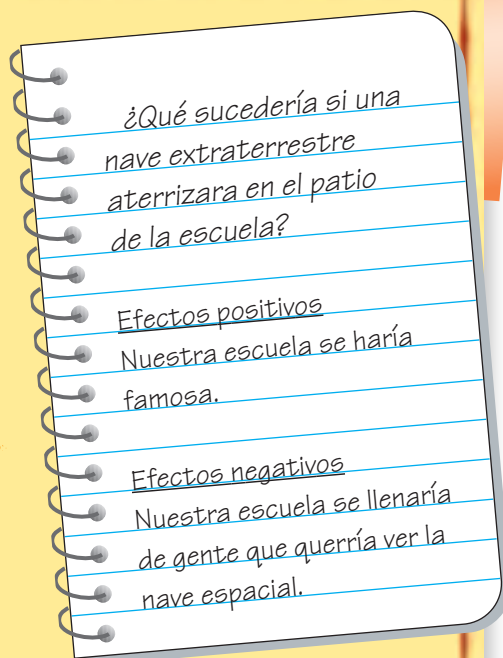 ¿Qué sucedería si una
nave extraterrestre
aterrizara en el patio
de la escuela?
Efectos positivos
Nuestra escuela se haría
famosa.
Efectos negativos
Nuestra escuela se llenaría
de gente que querría ver la
nave espacial.